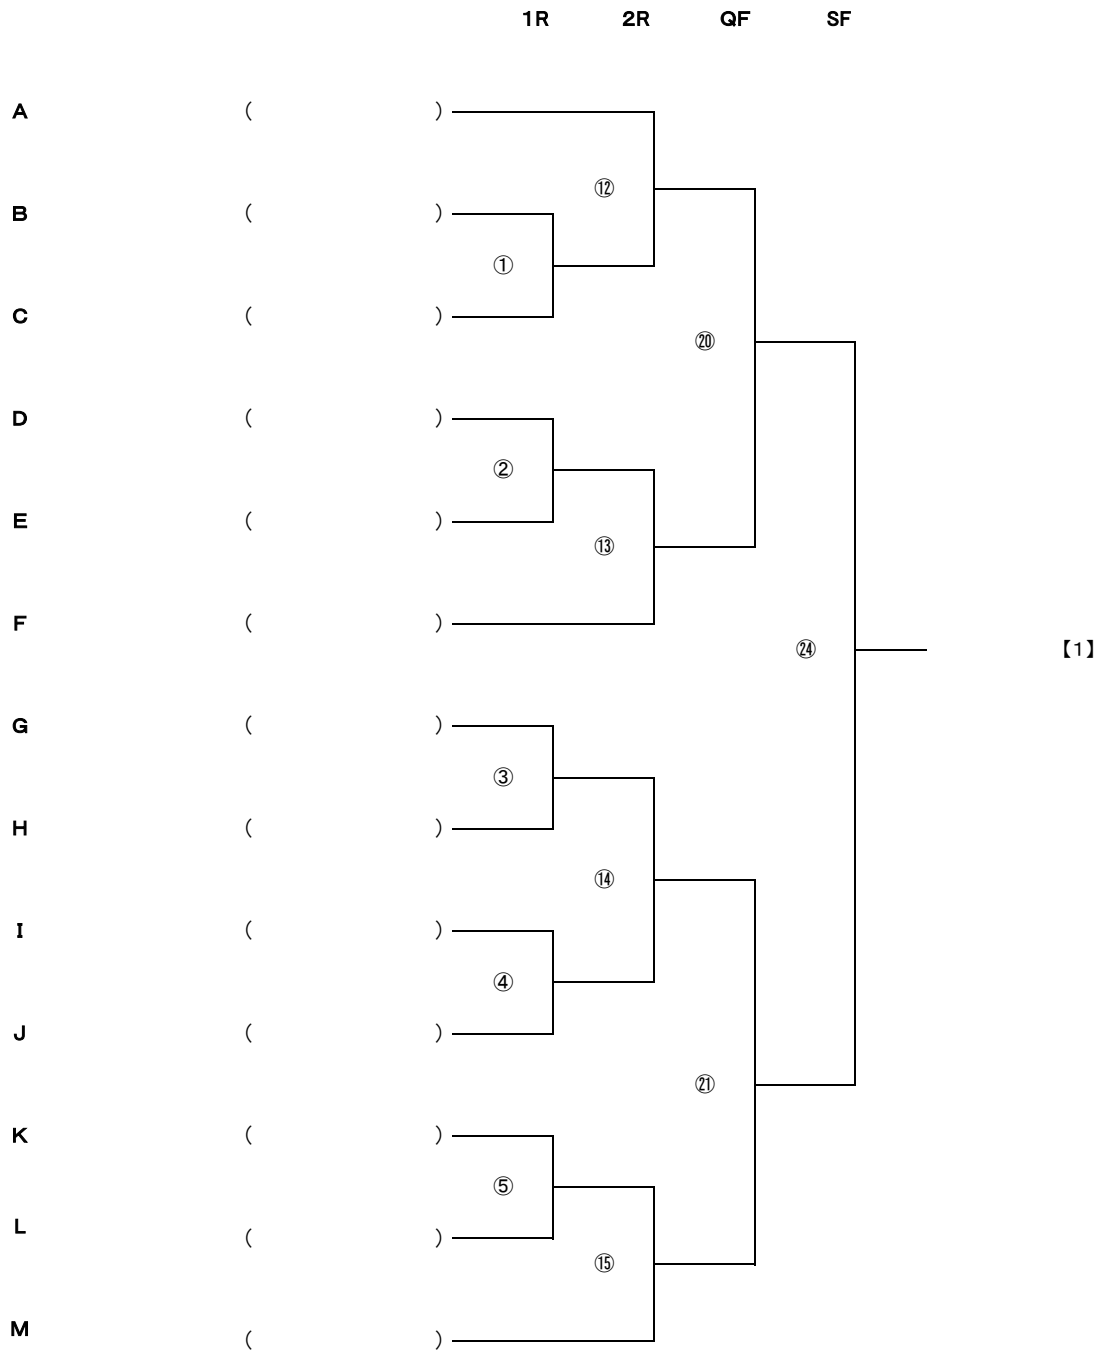 1R 2R QF SF
A ( )
⑫
B ( )
①
C ( )
⑳
D ( )
②
E ( )
⑬
F ( )
㉔ 【1】
G ( )
③
H ( )
⑭
I ( )
④
J ( )
㉑
K ( )
⑤
L ( )
⑮
M ( )